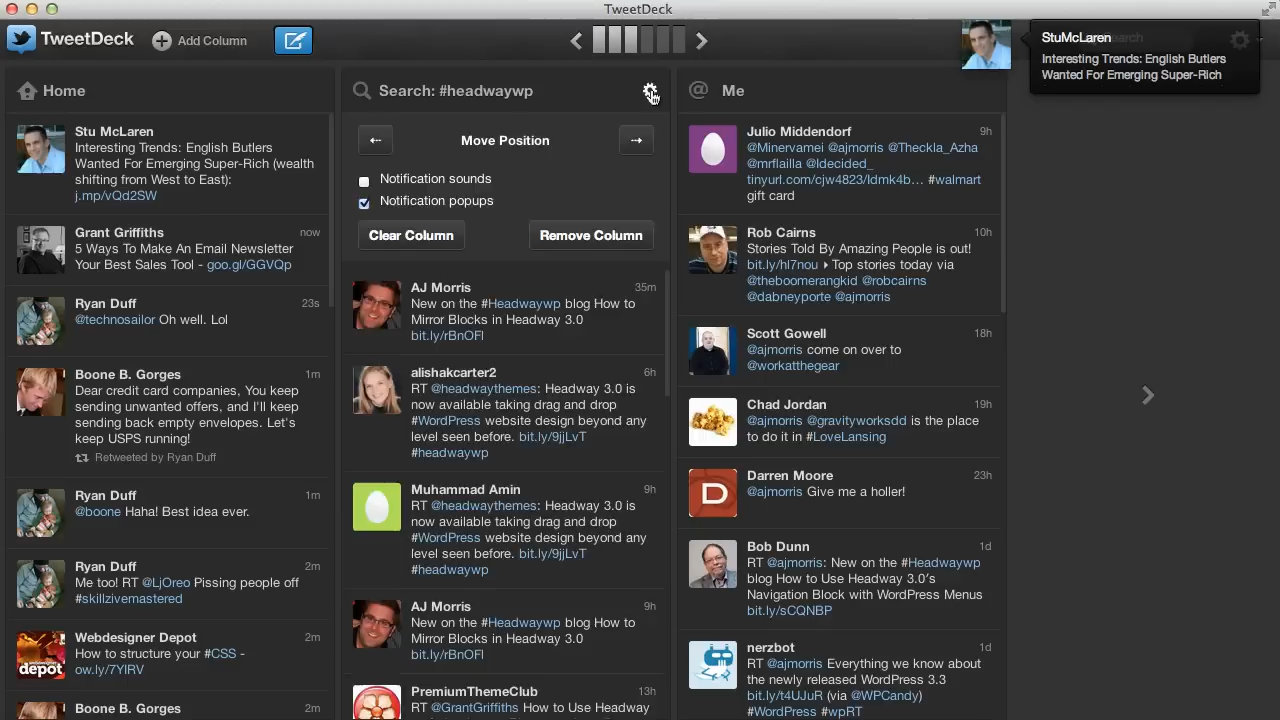 TweetDeck
TweetDeck
Add Column
StuMcLaren
Interesting Trends: English Butlers
Wanted For Emerging Super-Rich
Home
Stu McLaren
Interesting Trends: English Butlers
Wanted For Emerging Super-Rich (wealth
shifting from West to East):
j.mp/vQd2SW
Grant Griffiths now
5 Ways To Make An Email Newsletter
Your Best Sales Tool - goo.gl/GGVQp
Ryan Duff 23s
@technosailor Oh well. Lol
Boone B. Gorges 1m
Dear credit card companies, You keep
sending unwanted offers, and I'll keep
sending back empty envelopes. Let's
keep USPS running!
Retweeted by Ryan Duff
Ryan Duff 1m
@boone Haha! Best idea ever.
Ryan Duff 2m
Me too! RT @LjOreo Pissing people off
#skillzivemastered
Webdesigner Depot 2m
How to structure your #CSS -
ow.ly/7YIRV
depot
Boone B. Gorges 2m
Search: #headwaywp
Move Position
Notification sounds
Notification popups
Clear Column
Remove Column
AJ Morris 35m
New on the #Headwaywp blog How to
Mirror Blocks in Headway 3.0
bit.ly/rBnOFl
alishakcarter2 6h
RT @headwaythemes: Headway 3.0 is
now available taking drag and drop
#WordPress website design beyond any
level seen before. bit.ly/9jjLvT
#headwaywp
Muhammad Amin 9h
RT @headwaythemes: Headway 3.0 is
now available taking drag and drop
#WordPress website design beyond any
level seen before. bit.ly/9jjLvT
#headwaywp
AJ Morris 9h
New on the #Headwaywp blog How to
Mirror Blocks in Headway 3.0
bit.ly/rBnOFl
PremiumThemeClub 13h
RT @GrantGriffiths How to Use Headway
@ Me
Julio Middendorf 9h
@Minervamei @ajmorris @Theckla_Azha
@mrflailla @Idecided_
tinyurl.com/cjw4823/Idmk4b… #walmart
gift card
Rob Cairns 10h
Stories Told By Amazing People is out!
bit.ly/hl7nou ▸ Top stories today via
@theboomerangkid @robcairns
@dabneyporte @ajmorris
Scott Gowell 18h
@ajmorris come on over to
@workatthegear
Chad Jordan 19h
@ajmorris @gravityworksdd is the place
to do it in #LoveLansing
Darren Moore 23h
@ajmorris Give me a holler!
D
Bob Dunn 1d
RT @ajmorris: New on the #Headwaywp
blog How to Use Headway 3.0's
Navigation Block with WordPress Menus
bit.ly/sCQNBP
nerzbot 1d
RT @ajmorris Everything we know about
the newly released WordPress 3.3
bit.ly/t4UJuR (via @WPCandy)
#WordPress #wpRT